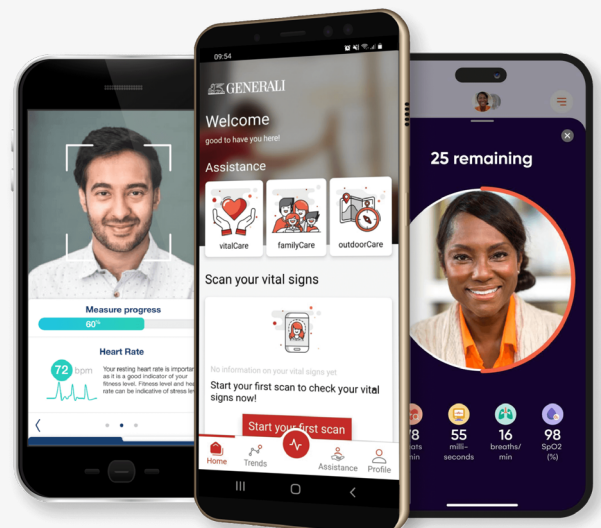 Measure progress
60%
Heart Rate
72 bpm
Your resting heart rate is importan
as it is a good indicator of your
fitness level. Fitness level and hea
rate can be indicative of stress lev
09:54
GENERALI
Welcome
good to have you here!
Assistance
vitalCare
familyCare
outdoorCare
Scan your vital signs
No information on your vital signs yet
Start your first scan to check your vital
signs now!
Start your first scan
Home
Trends
Assistance
Profile
25 remaining
78
55
16
98
milli-
breaths/
SpO2
seconds
min
(%)